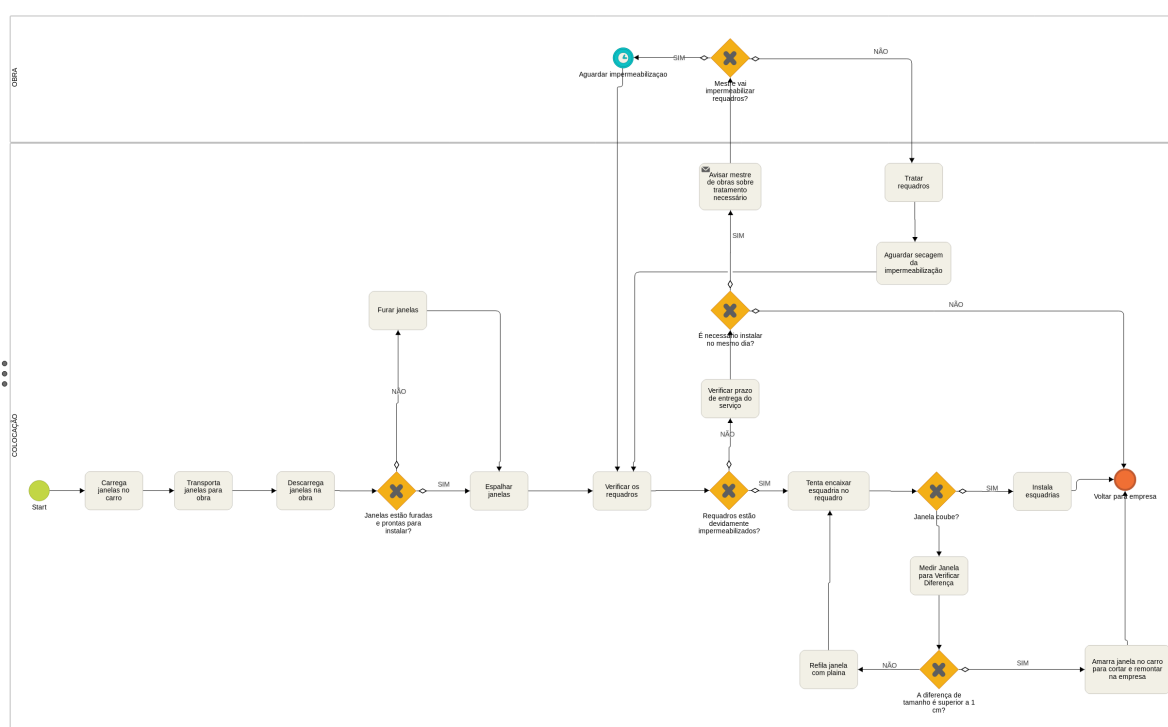 OBRA
SIM
NÃO
Aguardar impermeabilizaçao
Mestre vai
impermeabilizar
requadros?
Avisar mestre
de obras sobre
tratamento
necessário
Tratar
requadros
SIM
Aguardar secagem
da
impermeabilização
Furar janelas
NÃO
É necessário instalar
no mesmo dia?
NÃO
Verificar prazo
de entrega do
serviço
COLOCAÇÃO
NÃO
Start
Carrega
janelas no
carro
Transporta
janelas para
obra
Descarrega
janelas na
obra
Janelas estão furadas
e prontas para
instalar?
SIM
Espalhar
janelas
Verificar os
requadros
Requadros estão
devidamente
impermeabilizados?
SIM
Tenta encaixar
esquadria no
requadro
Janela coube?
SIM
Instala
esquadrias
Voltar para empresa
Medir Janela
para Verificar
Diferença
Refila janela
com plaina
NÃO
A diferença de
tamanho é superior a 1
cm?
SIM
Amarra janela no carro
para cortar e remontar
na empresa